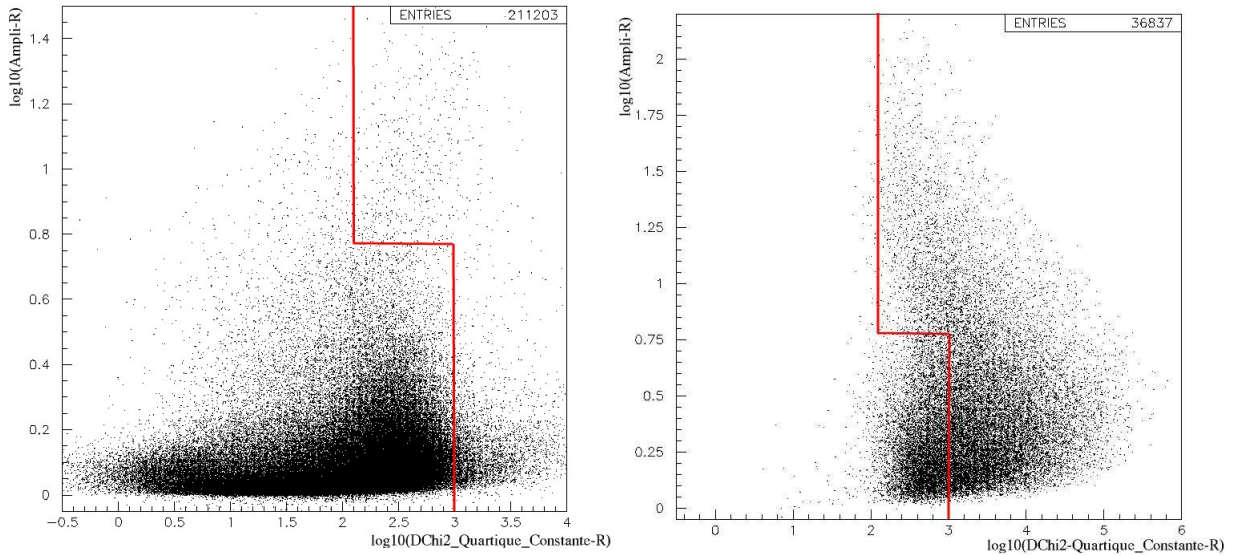 ENTRIES 211203
log10(Ampli-R)
1.4
1.2
1
0.8
0.6
0.4
0.2
0
−0.5 0 0.5 1 1.5 2 2.5 3 3.5 4
log10(DChi2_Quartique_Constante-R)
ENTRIES 36837
log10(Ampli-R)
2
1.75
1.5
1.25
1
0.75
0.5
0.25
0
0 1 2 3 4 5 6
log10(DChi2-Quartique_Constante-R)